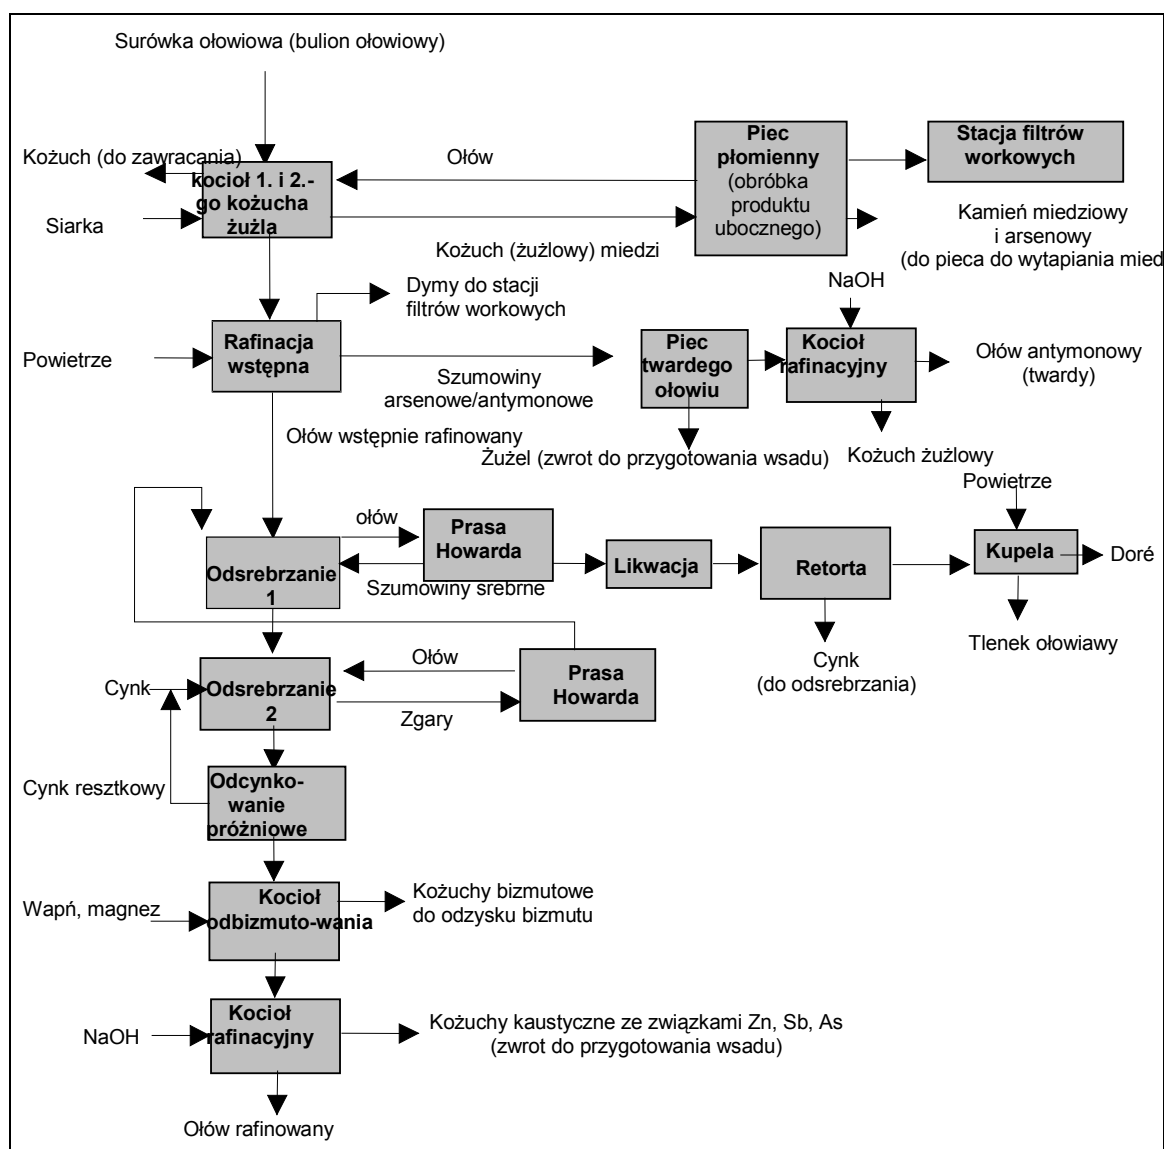 Surówka ołowiowa (bulion ołowiowy)
Kożuch (do zawracania)
kocioł 1. i 2.-
go kożucha
żużla
Siarka
Ołów
Kożuch (żużlowy) miedzi
Piec
płomienny
(obróbka
produktu
ubocznego)
Stacja filtrów
workowych
Kamień miedziowy
i arsenowy
(do pieca do wytapiania mied
Dymy do stacji
filtrów workowych
Powietrze
Rafinacja
wstępna
Szumowiny
arsenowe/antymonowe
Piec
twardego
ołowiu
NaOH
Kocioł
rafinacyjny
Ołów antymonowy
(twardy)
Ołów wstępnie rafinowany
Żużel (zwrot do przygotowania wsadu)
Kożuch żużlowy
Powietrze
ołów
Prasa
Howarda
Odsrebrzanie
1
Szumowiny srebrne
Likwacja
Retorta
Kupela
Doré
Tlenek ołowiawy
Cynk
(do odsrebrzania)
Cynk
Odsrebrzanie
2
Ołów
Zgary
Prasa
Howarda
Cynk resztkowy
Odcynko-
wanie
próżniowe
Wapń, magnez
Kocioł
odbizmuto-wania
Kożuchy bizmutowe
do odzysku bizmutu
NaOH
Kocioł
rafinacyjny
Kożuchy kaustyczne ze związkami Zn, Sb, As
(zwrot do przygotowania wsadu)
Ołów rafinowany